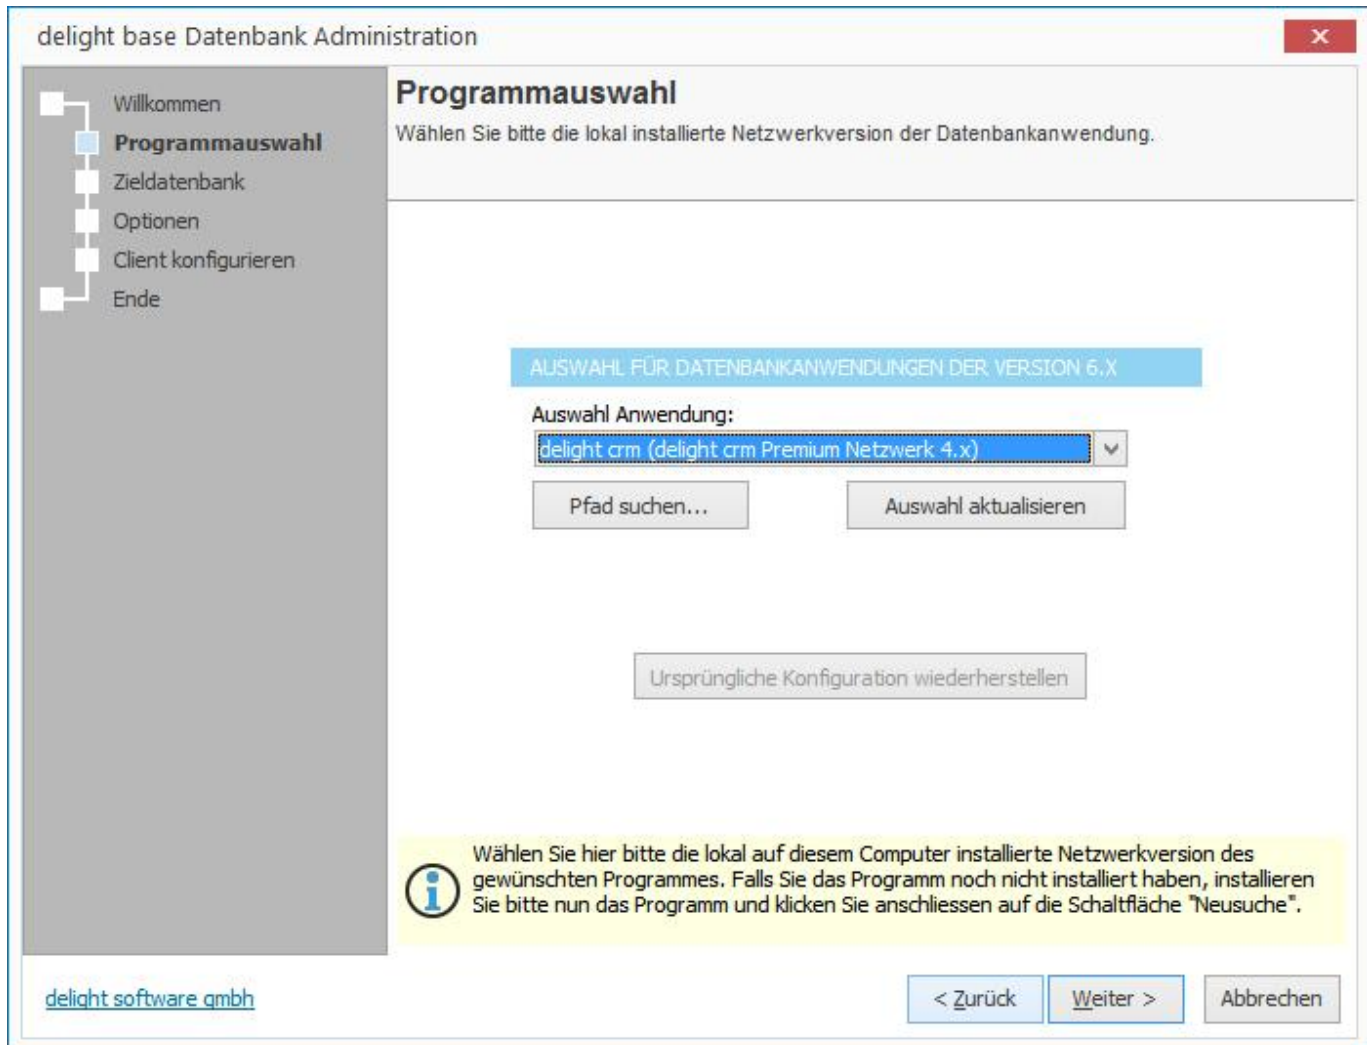 delight base Datenbank Administration
Willkommen
Programmauswahl
Zieldatenbank
Optionen
Client konfigurieren
Ende
Programmauswahl
Wählen Sie bitte die lokal installierte Netzwerkversion der Datenbankanwendung.
AUSWAHL FÜR DATENBANKANWENDUNGEN DER VERSION 6.X
Auswahl Anwendung:
delight crm (delight crm Premium Netzwerk 4.x)
Pfad suchen...
Auswahl aktualisieren
Ursprüngliche Konfiguration wiederherstellen
Wählen Sie hier bitte die lokal auf diesem Computer installierte Netzwerkversion des
gewünschten Programmes. Falls Sie das Programm noch nicht installiert haben, installieren
Sie bitte nun das Programm und klicken Sie anschliessen auf die Schaltfläche "Neusuche".
delight software gmbh
< Zurück
Weiter >
Abbrechen